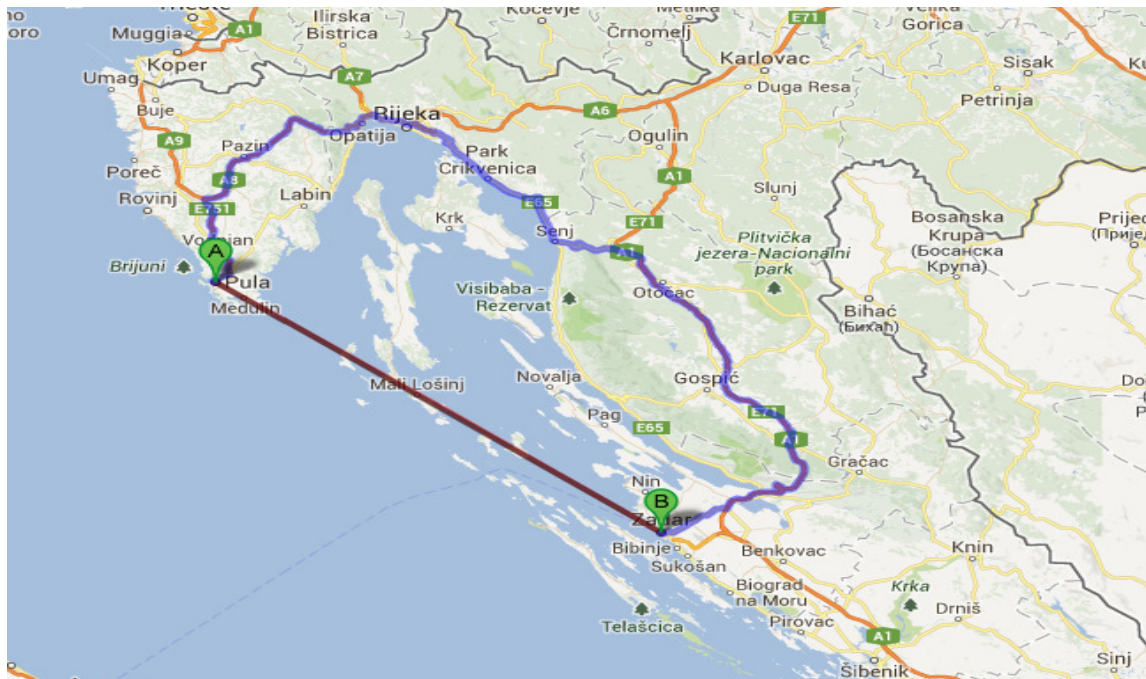 Ilirska
Bistrica
Kočevje
Črnomelj
Metlika
E71
Velika
Gorica
Muggia
A1
Koper
Karlovac
Duga Resa
Sisak
Petrinja
Umag
Buje
A7
Rijeka
Opatija
A6
Ogulin
A9
Pazin
Park
Crikvenica
A1
Poreč
A8
Labin
Slunj
Rovinj
E751
Krk
E65
E71
Bosanska
Krupa
(Босанска
Крупа)
Prije
(Приjeд
Senj
A1
Plitvička
jezera-Nacionalni
park
Brijuni
A
Pula
Medulin
Visibaba -
Rezervat
Otočac
Bihać
(Бихаћ)
Mali Lošinj
Novalja
Gospić
Pag
E65
E71
A1
Gračac
Nin
B
Zadar
Bibinje
Sukošan
Benkovac
Knin
Biograd
na Moru
Krka
Drniš
Telašcica
Pirovac
A1
Šibenik
Sinj